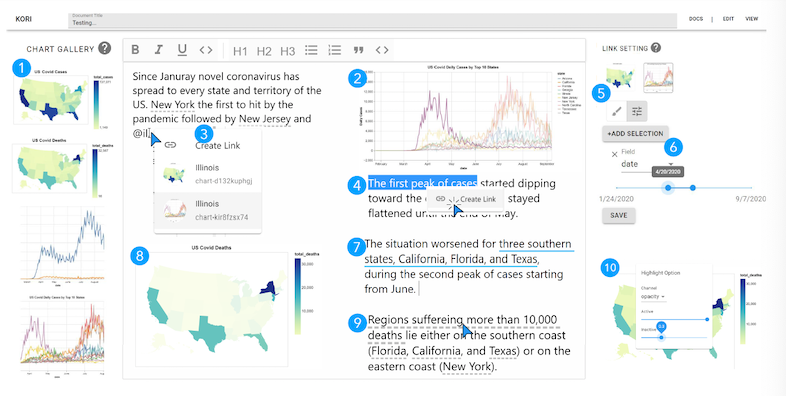 KORI
Document Title
Testing...
DOCS | EDIT VIEW
CHART GALLERY ?
1
US Covid Cases
total_cases
US Covid Deaths
total_deaths
US Covid Daily Cases by Top 10 States
B I U <> H1 H2 H3 <>
Since Januray novel coronavirus has
spread to every state and territory of the
US. New York the first to hit by the
pandemic followed by New Jersey and
@il
3
Create Link
Illinois
chart-d132kuphgj
Illinois
chart-kir8fzsx74
8
US Covid Deaths
total_deaths
30,000
20,000
10,000
2
US Covid Daily Cases by Top 10 States
4
The first peak of cases started dipping
toward the
Create Link
stayed
flattened until the end of May.
7
The situation worsened for three southern
states, California, Florida, and Texas,
during the second peak of cases starting
from June.
9
Regions suffereing more than 10,000
deaths lie either on the southern coast
(Florida, California, and Texas) or on the
eastern coast (New York).
LINK SETTING ?
5
+ADD SELECTION
6
Field
date
4/20/2020
1/24/2020
9/7/2020
SAVE
10
Highlight Option
Channel
opacity
Active
Inactive
total_deaths